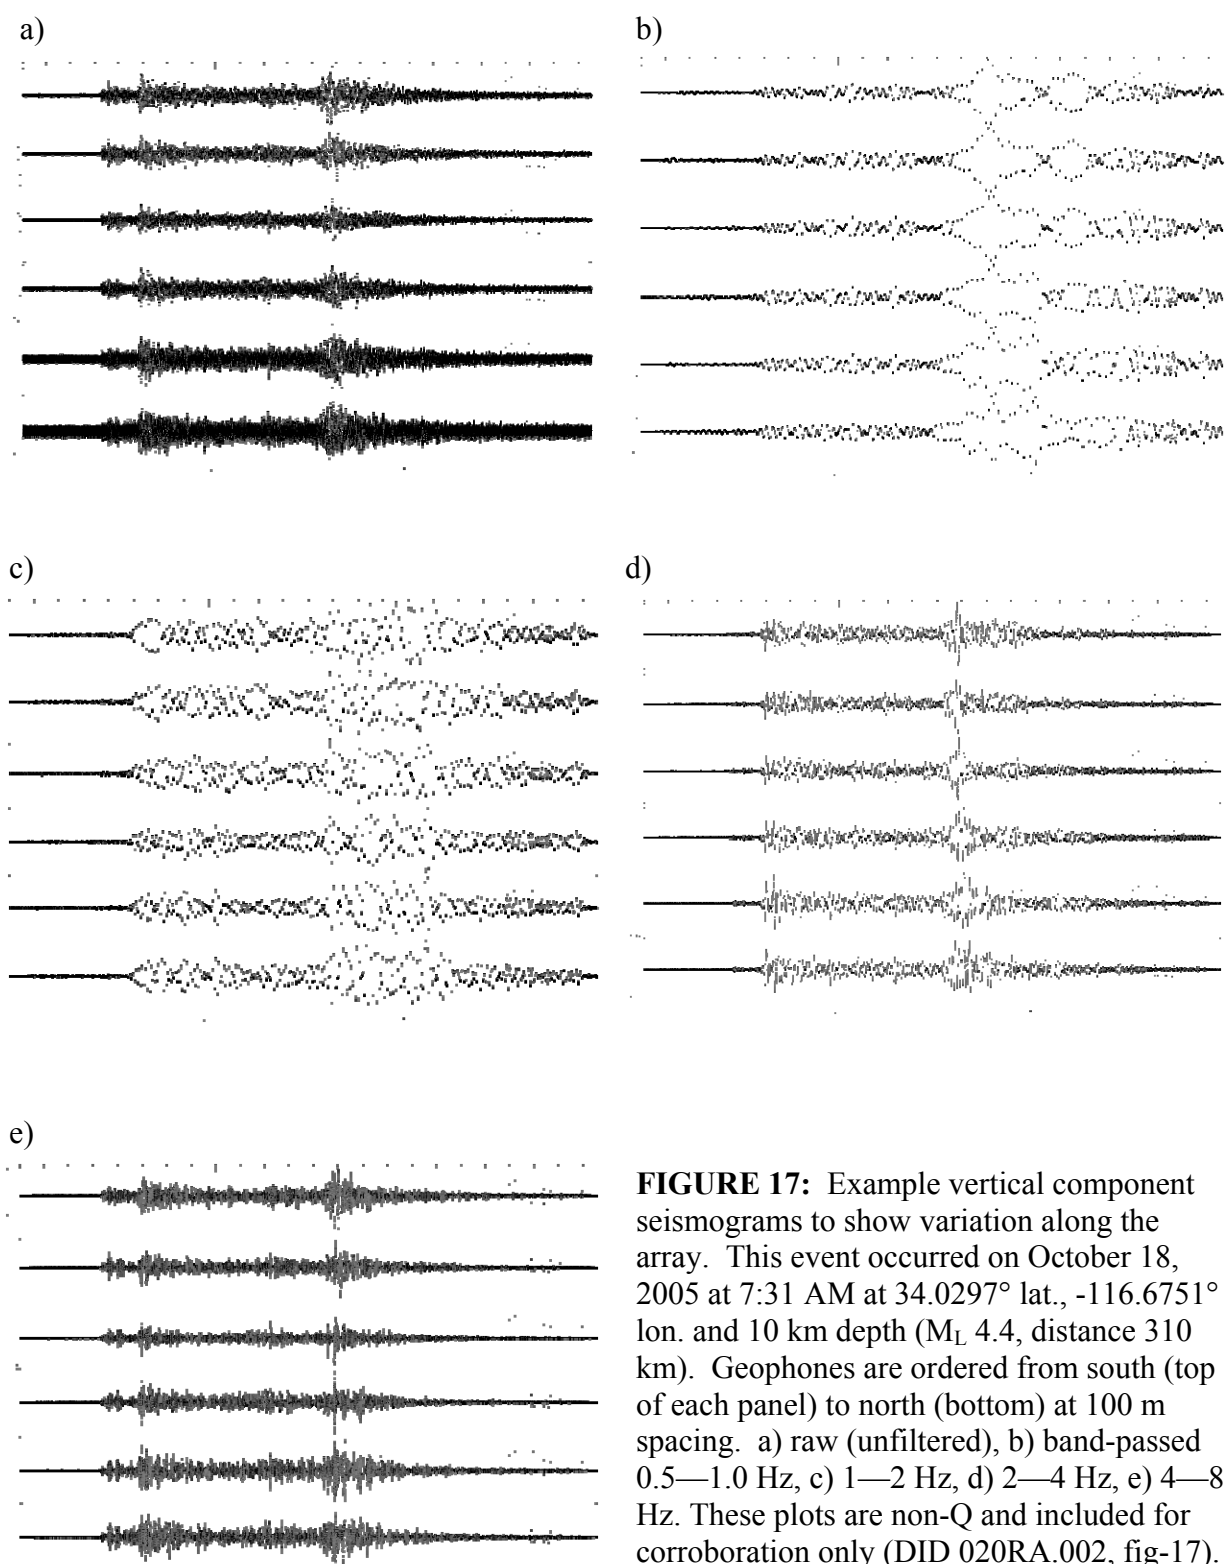 a)
b)
c)
d)
e)
FIGURE 17: Example vertical component
seismograms to show variation along the
array. This event occurred on October 18,
2005 at 7:31 AM at 34.0297° lat., -116.6751°
lon. and 10 km depth (ML 4.4, distance 310
km). Geophones are ordered from south (top
of each panel) to north (bottom) at 100 m
spacing. a) raw (unfiltered), b) band-passed
0.5—1.0 Hz, c) 1—2 Hz, d) 2—4 Hz, e) 4—8
Hz. These plots are non-Q and included for
corroboration only (DID 020RA.002, fig-17).